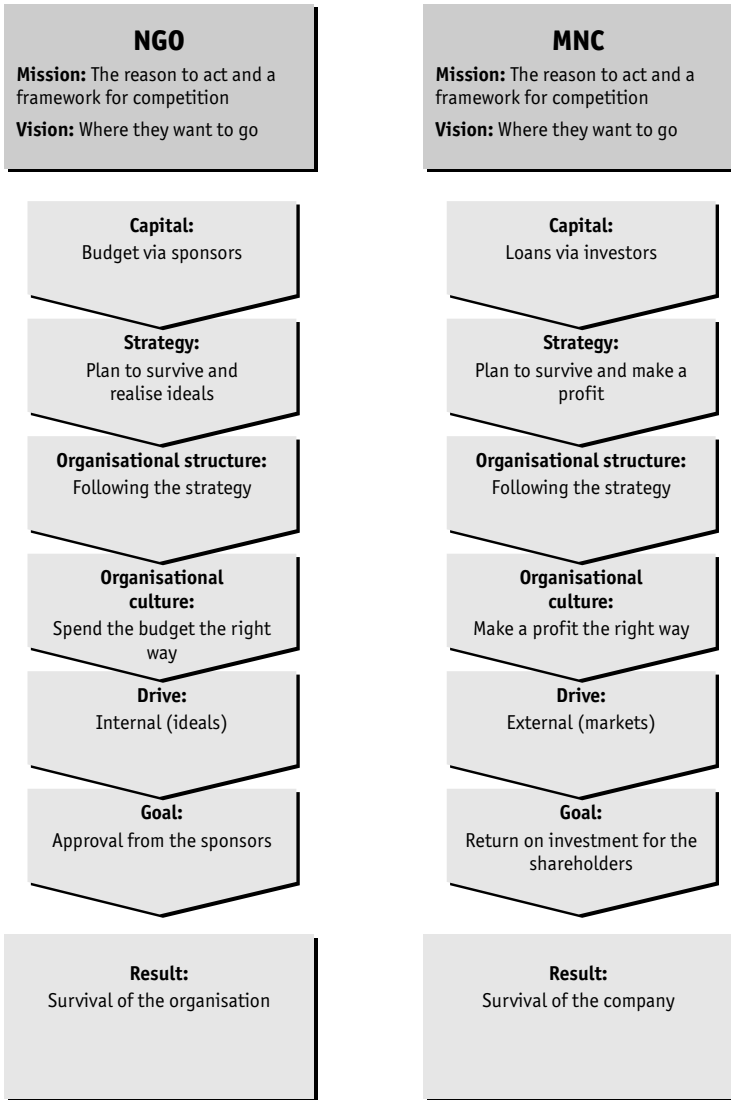 NGO
Mission: The reason to act and a
framework for competition
Vision: Where they want to go
Capital:
Budget via sponsors
Strategy:
Plan to survive and
realise ideals
Organisational structure:
Following the strategy
Organisational
culture:
Spend the budget the right
way
Drive:
Internal (ideals)
Goal:
Approval from the sponsors
Result:
Survival of the organisation
MNC
Mission: The reason to act and a
framework for competition
Vision: Where they want to go
Capital:
Loans via investors
Strategy:
Plan to survive and make a
profit
Organisational structure:
Following the strategy
Organisational
culture:
Make a profit the right way
Drive:
External (markets)
Goal:
Return on investment for the
shareholders
Result:
Survival of the company